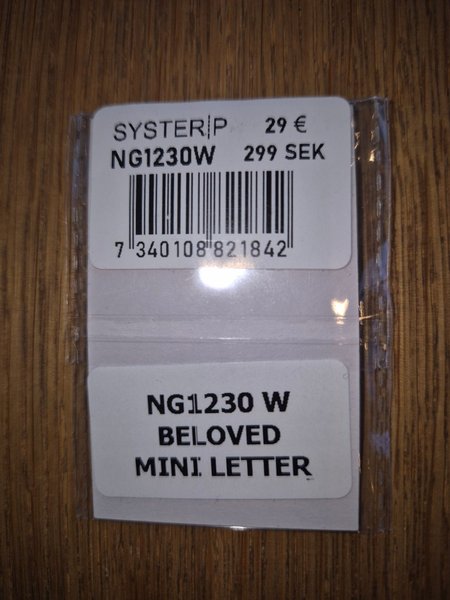 SYSTER|P 29 €
NG1230W 299 SEK
7 340108 821842
NG1230 W
BELOVED
MINI LETTER